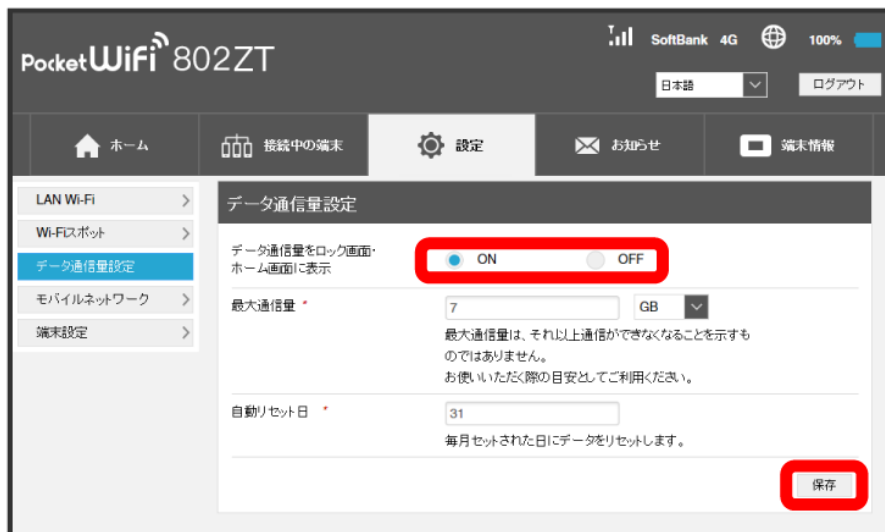 Pocket WiFi 802ZT
SoftBank 4G 100%
日本語 ログアウト
ホーム 接続中の端末 設定 お知らせ 端末情報
LAN Wi-Fi
Wi-Fiスポット
データ通信量設定
モバイルネットワーク
端末設定
データ通信量設定
データ通信量をロック画面・
ホーム画面に表示
ON OFF
最大通信量 *
7 GB
最大通信量は、それ以上通信ができなくなることを示すも
のではありません。
お使いいただく際の目安としてご利用ください。
自動リセット日 *
31
毎月セットされた日にデータをリセットします。
保存